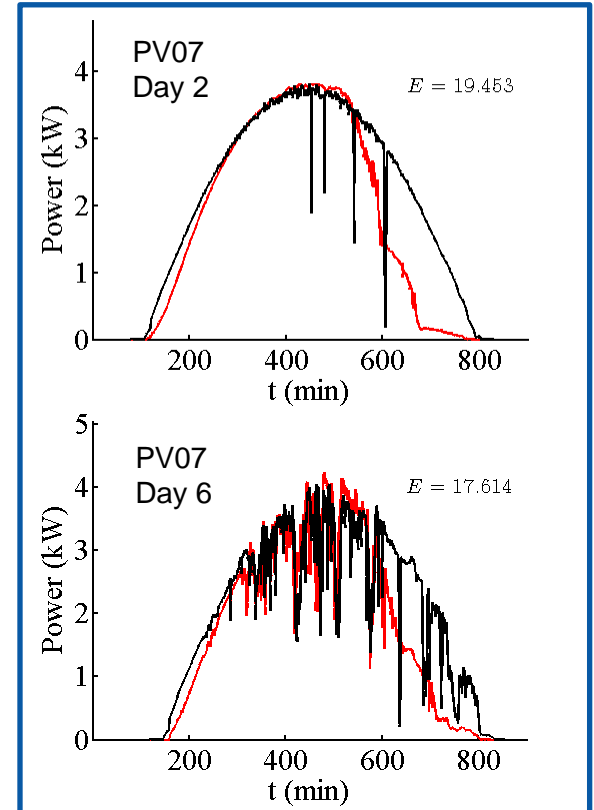 PV07
Day 2
E = 19.453
Power (kW)
4
3
2
1
0
200 400 600 800
t (min)
PV07
Day 6
E = 17.614
Power (kW)
5
4
3
2
1
0
200 400 600 800
t (min)